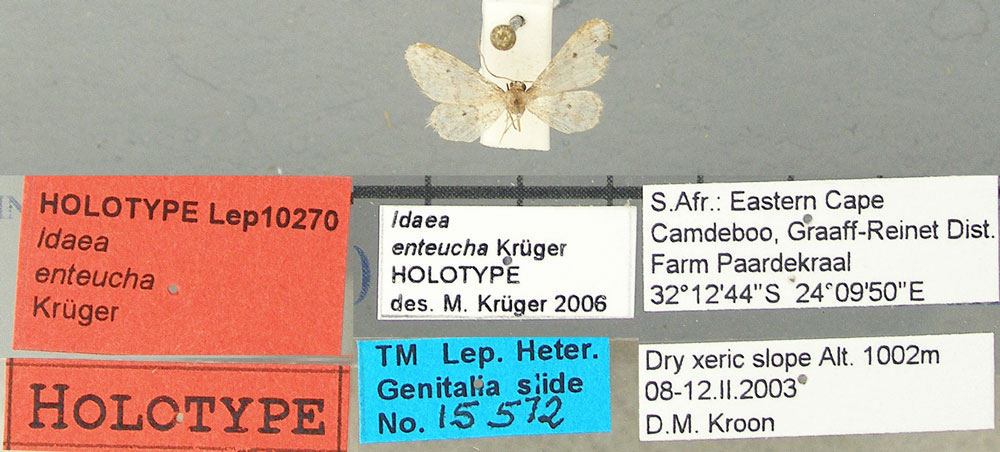 HOLOTYPE Lep10270
Idaea
enteucha
Krüger
HOLOTYPE
Idaea
enteucha Krüger
HOLOTYPE
des. M. Krüger 2006
TM Lep. Heter.
Genitalia slide
No. 15572
S.Afr.: Eastern Cape
Camdeboo, Graaff-Reinet Dist.
Farm Paardekraal
32°12'44"S 24°09'50"E
Dry xeric slope Alt. 1002m
08-12.II.2003
D.M. Kroon